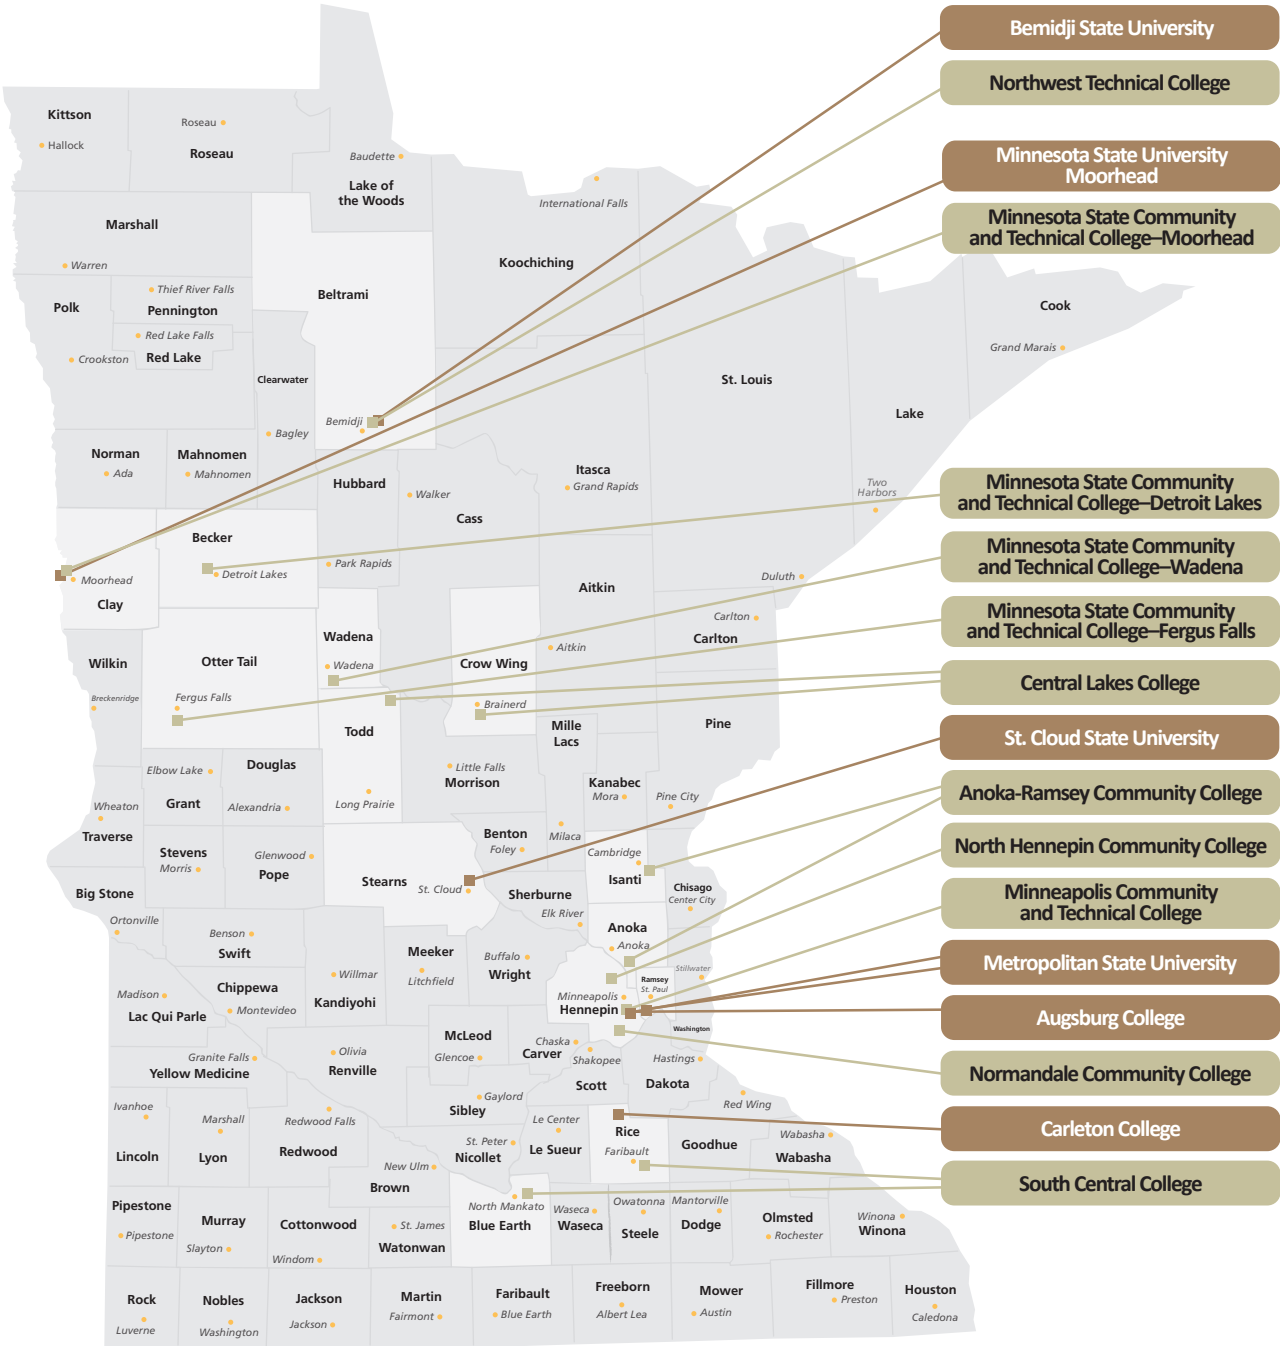 Bemidji State University
Northwest Technical College
Minnesota State University
Moorhead
Minnesota State Community
and Technical College–Moorhead
Minnesota State Community
and Technical College–Detroit Lakes
Minnesota State Community
and Technical College–Wadena
Minnesota State Community
and Technical College–Fergus Falls
Central Lakes College
St. Cloud State University
Anoka-Ramsey Community College
North Hennepin Community College
Minneapolis Community
and Technical College
Metropolitan State University
Augsburg College
Normandale Community College
Carleton College
South Central College
Kittson
Hallock
Roseau
Roseau
Baudette
Lake of
the Woods
International Falls
Koochiching
Marshall
Warren
Beltrami
Bemidji
Polk
Crookston
Thief River Falls
Pennington
Red Lake Falls
Red Lake
Clearwater
Bagley
Cook
Grand Marais
St. Louis
Duluth
Lake
Two
Harbors
Norman
Ada
Mahnomen
Mahnomen
Hubbard
Park Rapids
Walker
Cass
Itasca
Grand Rapids
Becker
Detroit Lakes
Moorhead
Clay
Aitkin
Aitkin
Carlton
Carlton
Wilkin
Breckenridge
Otter Tail
Fergus Falls
Wadena
Wadena
Crow Wing
Brainerd
Todd
Long Prairie
Mille
Lacs
Milaca
Pine
Pine City
Elbow Lake
Grant
Douglas
Alexandria
Little Falls
Morrison
Kanabec
Mora
Wheaton
Traverse
Stevens
Morris
Glenwood
Pope
Stearns
St. Cloud
Benton
Foley
Cambridge
Isanti
Chisago
Center City
Big Stone
Ortonville
Sherburne
Elk River
Anoka
Anoka
Benson
Swift
Meeker
Litchfield
Buffalo
Wright
Ramsey
St. Paul
Stillwater
Washington
Minneapolis
Hennepin
Madison
Lac Qui Parle
Chippewa
Montevideo
Willmar
Kandiyohi
McLeod
Glencoe
Chaska
Carver
Shakopee
Scott
Hastings
Dakota
Granite Falls
Yellow Medicine
Olivia
Renville
Gaylord
Sibley
Red Wing
Goodhue
Ivanhoe
Lincoln
Marshall
Lyon
Redwood Falls
Redwood
St. Peter
Nicollet
Le Center
Le Sueur
Rice
Faribault
Wabasha
Wabasha
New Ulm
Brown
North Mankato
Blue Earth
Pipestone
Pipestone
Murray
Slayton
Cottonwood
Windom
St. James
Watonwan
Waseca
Waseca
Owatonna
Steele
Mantorville
Dodge
Olmsted
Rochester
Winona
Winona
Rock
Luverne
Nobles
Washington
Jackson
Jackson
Martin
Fairmont
Faribault
Blue Earth
Freeborn
Albert Lea
Mower
Austin
Fillmore
Preston
Houston
Caledona